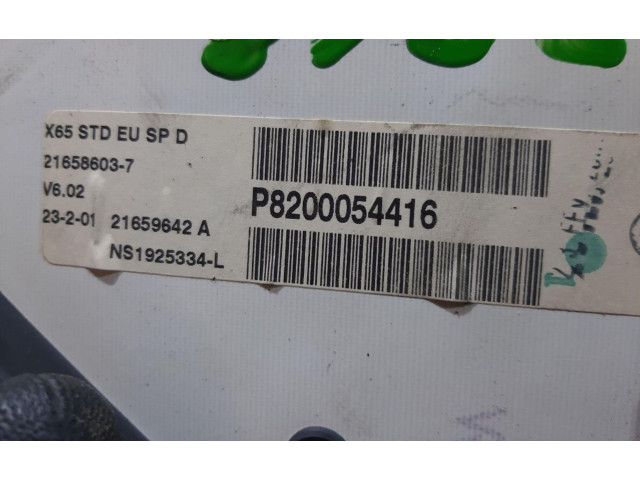 X65 STD EU SP D
21658603-7
V6.02
23-2-01 21659642 A
NS1925334-L
P8200054416